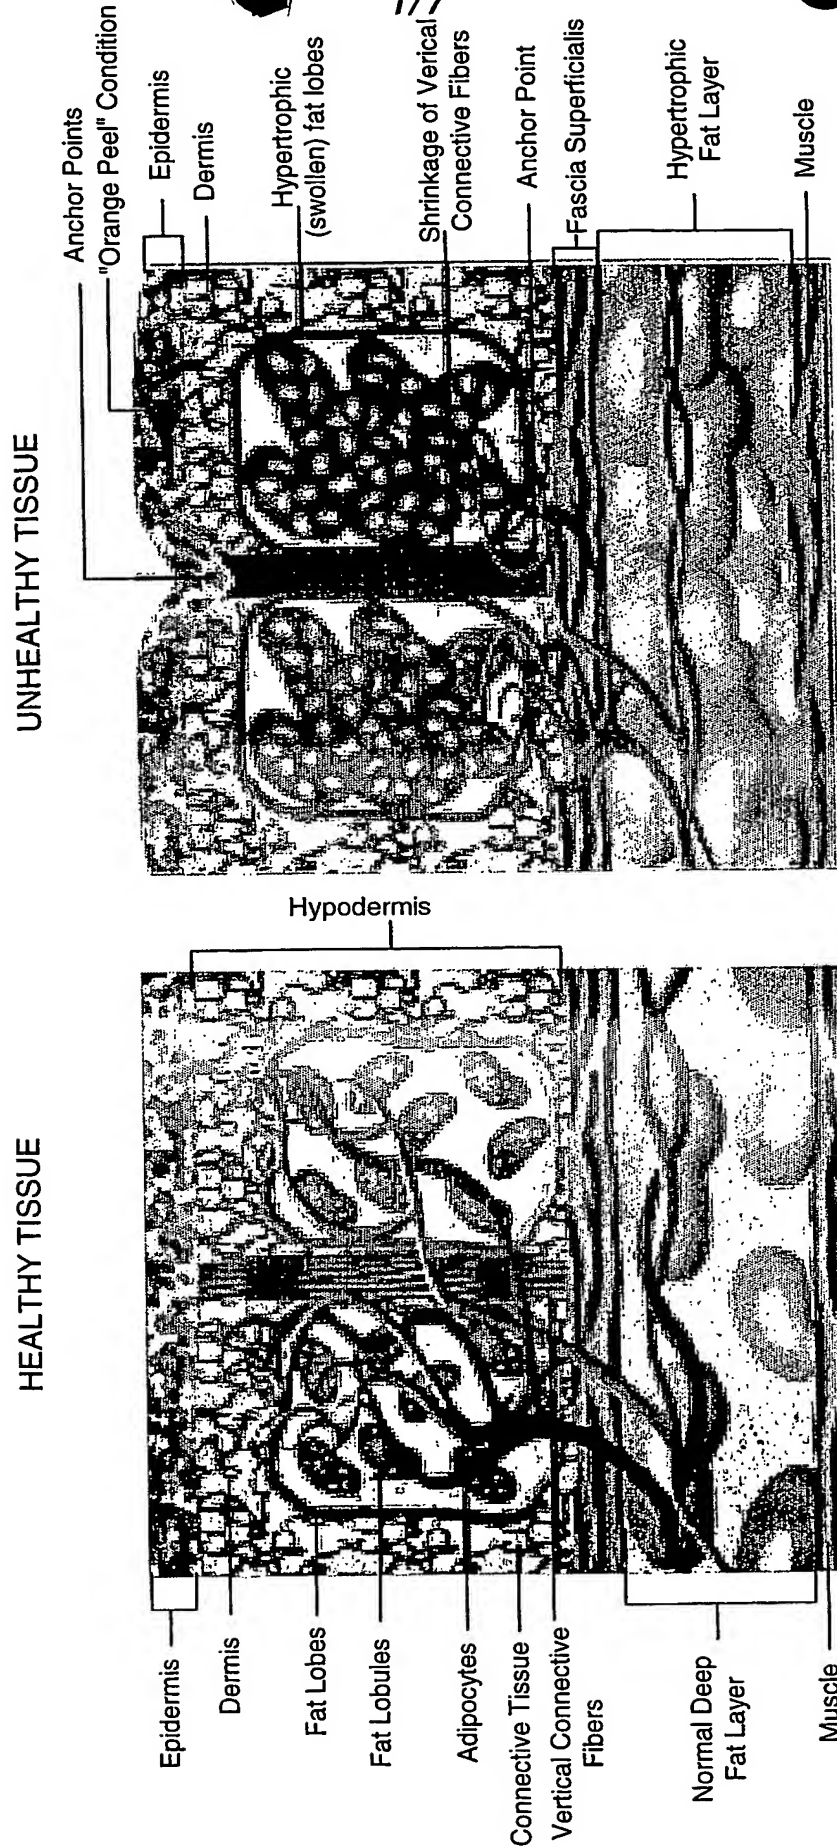 HEALTHY TISSUE
UNHEALTHY TISSUE
Epidermis
Dermis
Fat Lobes
Fat Lobules
Adipocytes
Connective Tissue
Vertical Connective
Fibers
Normal Deep
Fat Layer
Muscle
Hypodermis
Anchor Points
"Orange Peel" Condition
Epidermis
Dermis
Hypertrophic
(swollen) fat lobes
Shrinkage of Verical
Connective Fibers
Anchor Point
Fascia Superficialis
Hypertrophic
Fat Layer
Muscle
1/7